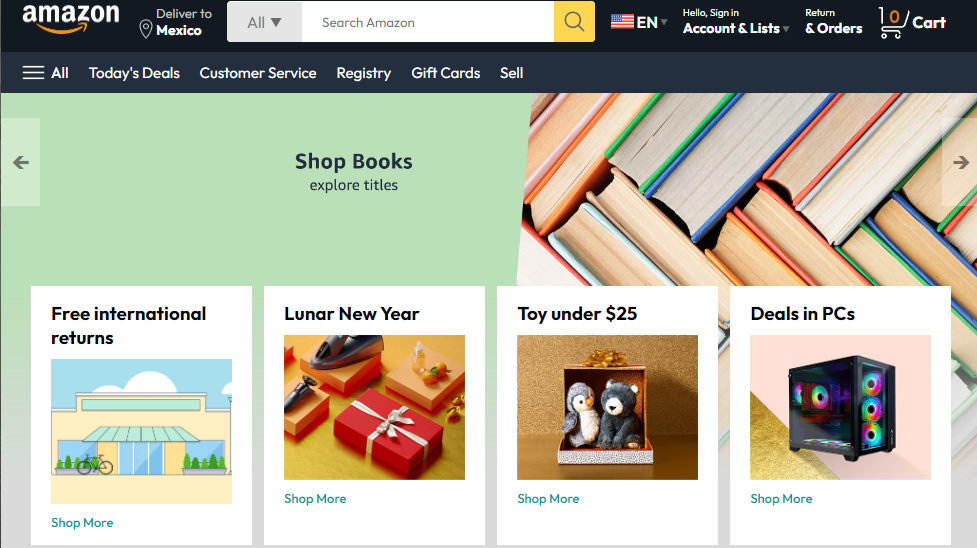 amazon
Deliver to
Mexico
All
Search Amazon
EN
Hello, Sign in
Account & Lists
Return
& Orders
0
Cart
All
Today's Deals
Customer Service
Registry
Gift Cards
Sell
Shop Books
explore titles
Free international
returns
Shop More
Lunar New Year
Shop More
Toy under $25
Shop More
Deals in PCs
Shop More